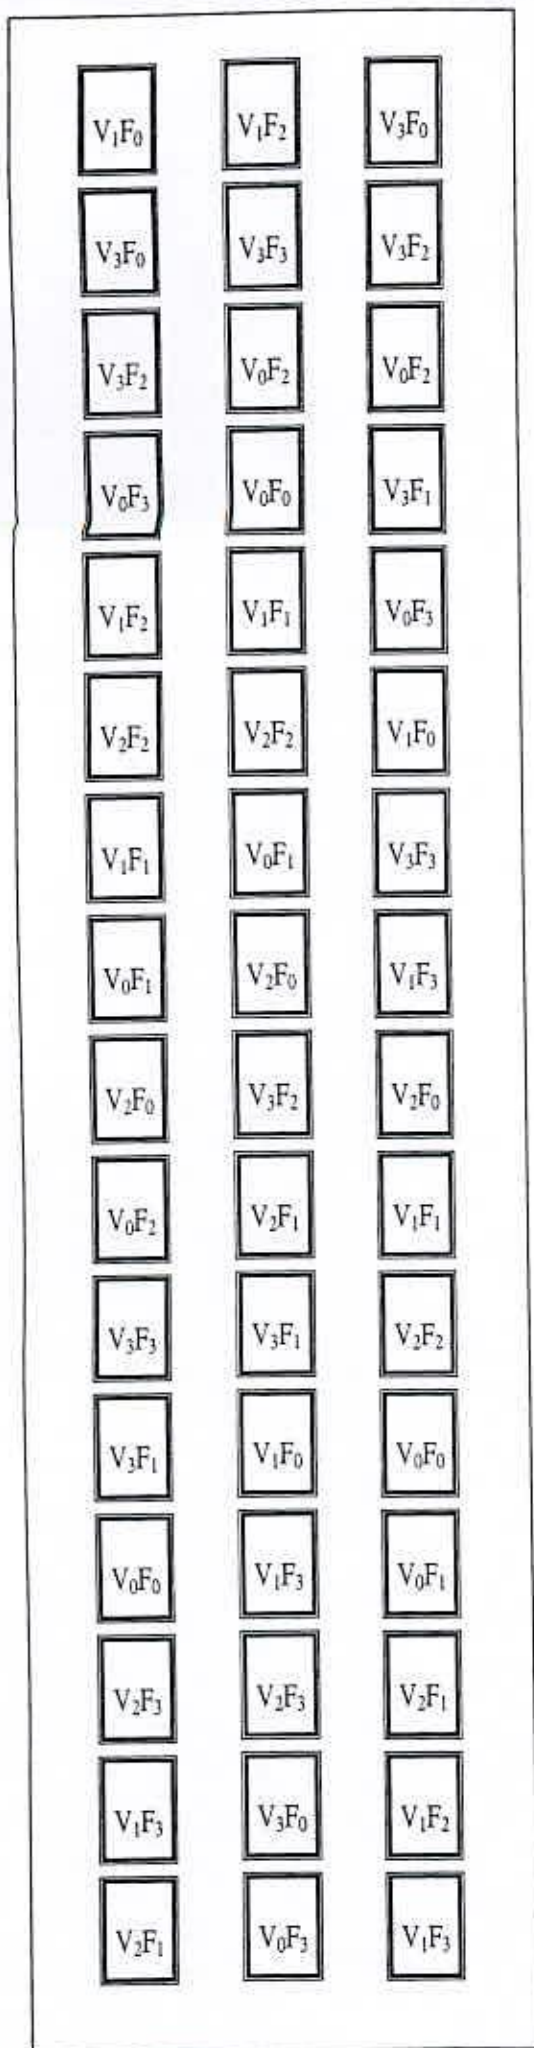 V₁F₀ V₁F₂ V₃F₀
V₃F₀ V₃F₃ V₃F₂
V₃F₂ V₀F₂ V₀F₂
V₀F₃ V₀F₀ V₃F₁
V₁F₂ V₁F₁ V₀F₃
V₂F₂ V₂F₂ V₁F₀
V₁F₁ V₀F₁ V₃F₃
V₀F₁ V₂F₀ V₁F₃
V₂F₀ V₃F₂ V₂F₀
V₀F₂ V₂F₁ V₁F₁
V₃F₃ V₃F₁ V₂F₂
V₃F₁ V₁F₀ V₀F₀
V₀F₀ V₁F₃ V₀F₁
V₂F₃ V₂F₃ V₂F₁
V₁F₃ V₃F₀ V₁F₂
V₂F₁ V₀F₃ V₁F₃